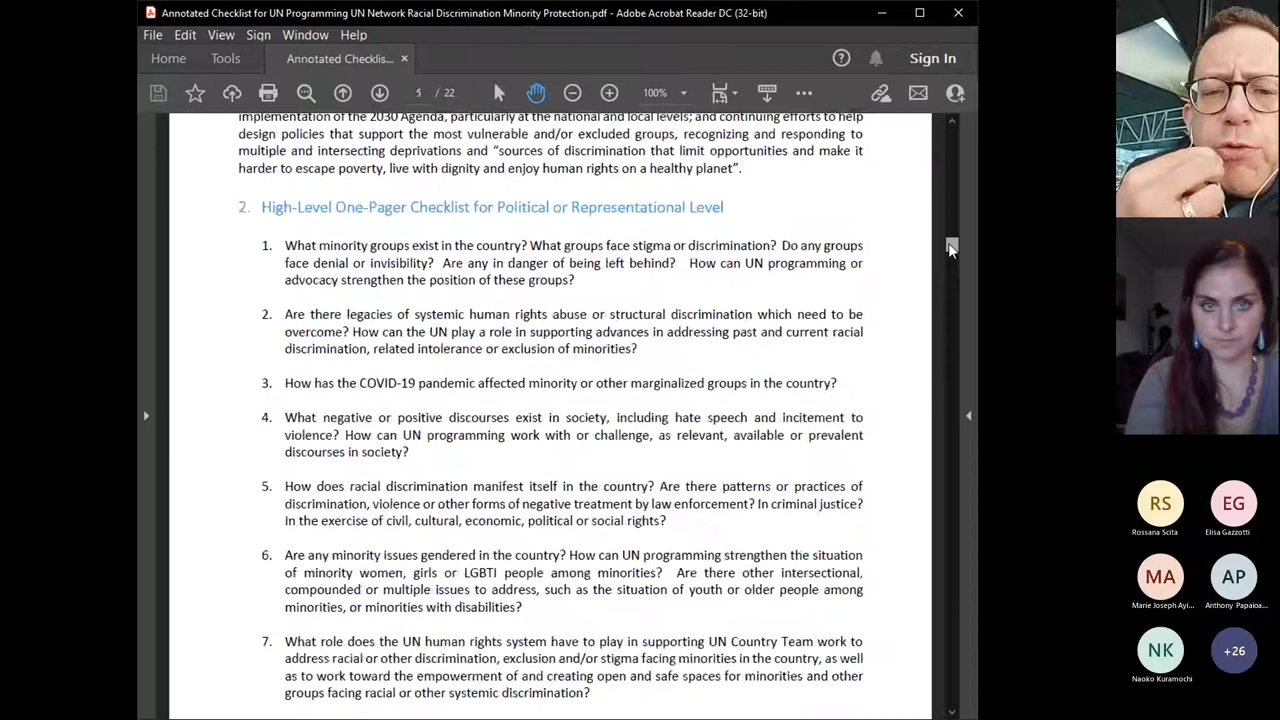 Annotated Checklist for UN Programming UN Network Racial Discrimination Minority Protection.pdf - Adobe Acrobat Reader DC (32-bit)
File Edit View Sign Window Help
Home Tools Annotated Checklis... × Sign In
5 / 22 100%
implementation of the 2030 Agenda, particularly at the national and local levels; and continuing efforts to help
design policies that support the most vulnerable and/or excluded groups, recognizing and responding to
multiple and intersecting deprivations and “sources of discrimination that limit opportunities and make it
harder to escape poverty, live with dignity and enjoy human rights on a healthy planet”.
2. High-Level One-Pager Checklist for Political or Representational Level
1. What minority groups exist in the country? What groups face stigma or discrimination? Do any groups
face denial or invisibility? Are any in danger of being left behind? How can UN programming or
advocacy strengthen the position of these groups?
2. Are there legacies of systemic human rights abuse or structural discrimination which need to be
overcome? How can the UN play a role in supporting advances in addressing past and current racial
discrimination, related intolerance or exclusion of minorities?
3. How has the COVID-19 pandemic affected minority or other marginalized groups in the country?
4. What negative or positive discourses exist in society, including hate speech and incitement to
violence? How can UN programming work with or challenge, as relevant, available or prevalent
discourses in society?
5. How does racial discrimination manifest itself in the country? Are there patterns or practices of
discrimination, violence or other forms of negative treatment by law enforcement? In criminal justice?
In the exercise of civil, cultural, economic, political or social rights?
6. Are any minority issues gendered in the country? How can UN programming strengthen the situation
of minority women, girls or LGBTI people among minorities? Are there other intersectional,
compounded or multiple issues to address, such as the situation of youth or older people among
minorities, or minorities with disabilities?
7. What role does the UN human rights system have to play in supporting UN Country Team work to
address racial or other discrimination, exclusion and/or stigma facing minorities in the country, as well
as to work toward the empowerment of and creating open and safe spaces for minorities and other
groups facing racial or other systemic discrimination?
RS EG
Rossana Scita Elisa Gazzotti
MA AP
Marie Joseph Ayi... Anthony Papaioa...
NK +26
Naoko Kuramochi